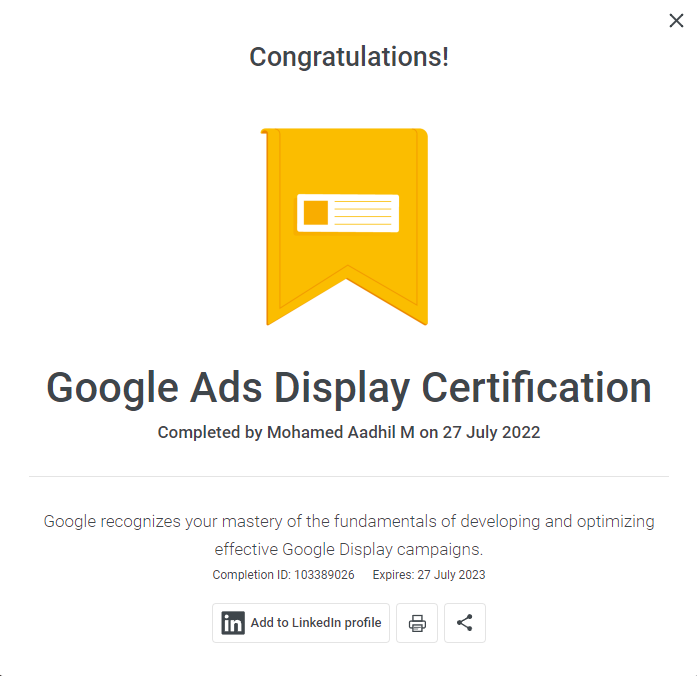 Congratulations!
Google Ads Display Certification
Completed by Mohamed Aadhil M on 27 July 2022
Google recognizes your mastery of the fundamentals of developing and optimizing
effective Google Display campaigns.
Completion ID: 103389026 Expires: 27 July 2023
in Add to LinkedIn profile